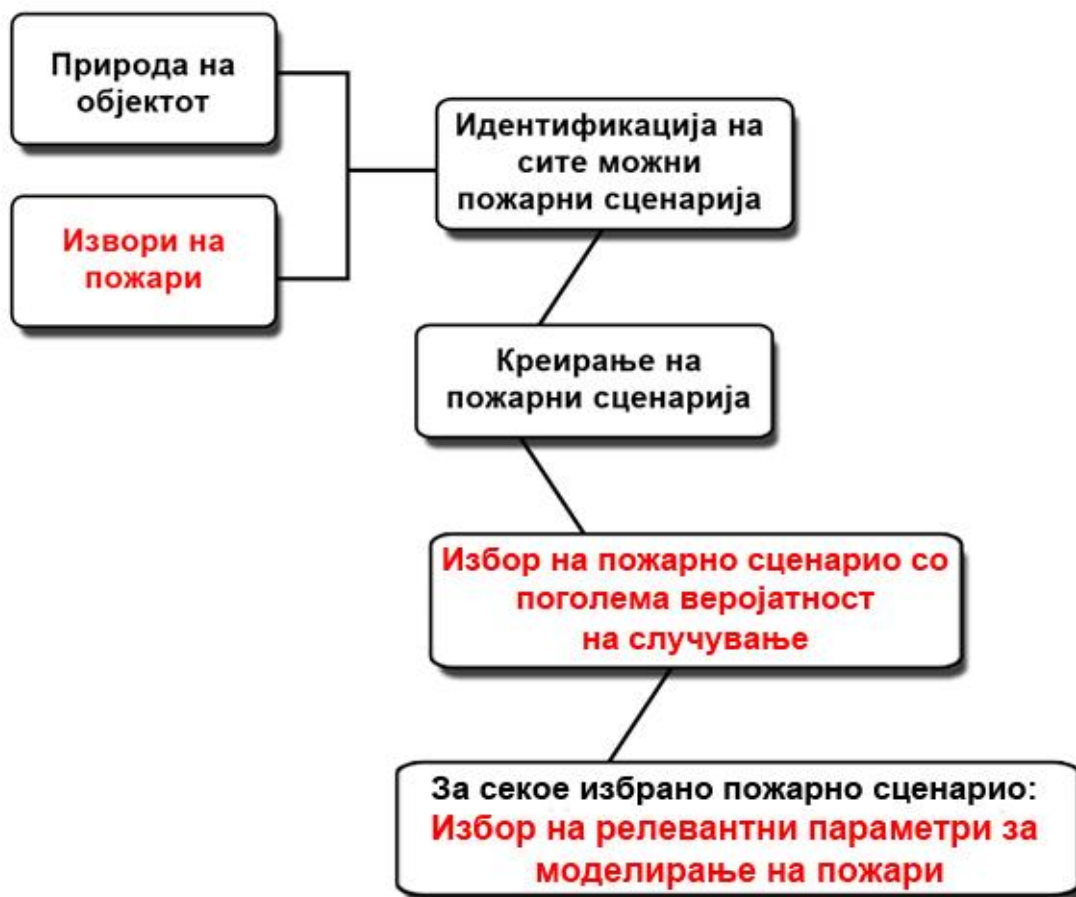 Природа на
објектот
Извори на
пожари
Идентификација на
сите можни
пожарни сценарија
Креирање на
пожарни сценарија
Избор на пожарно сценарио со
поголема веројатност
на случување
За секое избрано пожарно сценарио:
Избор на релевантни параметри за
моделирање на пожари